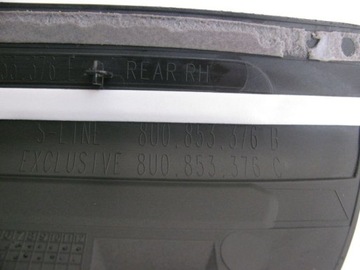 REAR RH
S-LINE 8U0.853.376 B
EXCLUSIVE 8U0.853.376 C